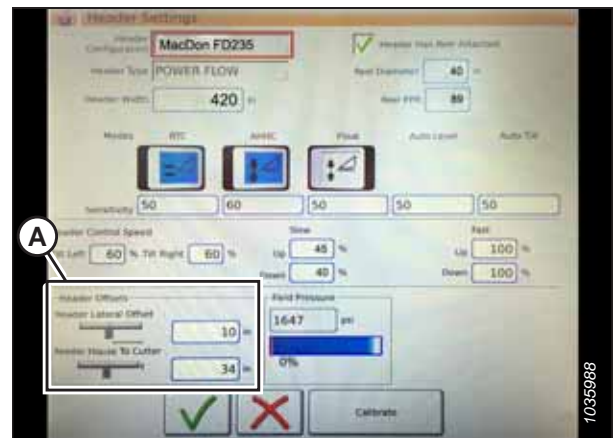 Header Settings
Header Configuration MacDon FD235 Header Has Reel Attached
Header Type POWER FLOW Reel Diameter 40 in
Header Width 420 in Reel PPR 89
Modes RTC AHHC Float Auto Level Auto Tilt
Sensitivity 50 60 50 50 50
Header Control Speed Slow Fast
Tilt Left 60 % Tilt Right 60 % Up 45 % Up 100 %
Down 40 % Down 100 %
A
Header Offsets Field Pressure
Header Lateral Offset 10 in 1647 psi
Feeder House To Cutter 34 in 0%
Calibrate
1035988